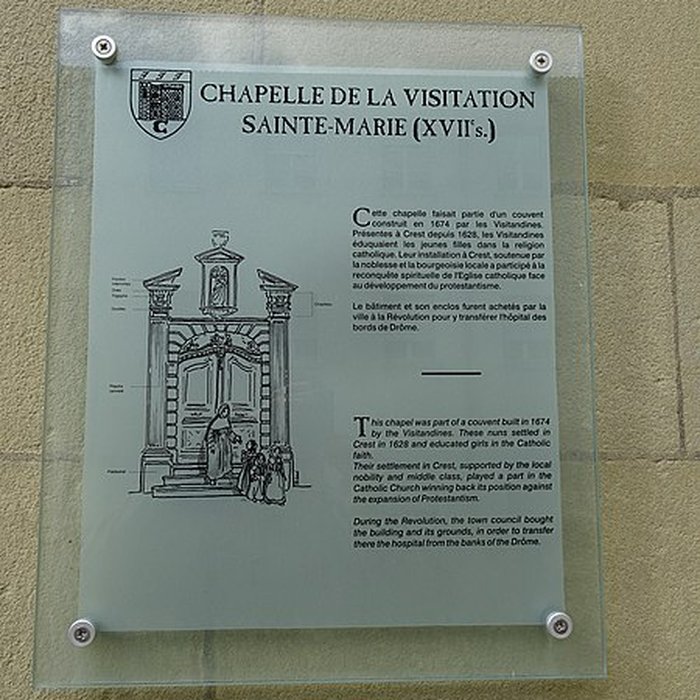 CHAPELLE DE LA VISITATION
SAINTE-MARIE (XVIIe s.)
C
Cette chapelle faisait partie d'un couvent
construit en 1674 par les Visitandines.
Présentes à Crest depuis 1628, les Visitandines
éduquaient les jeunes filles dans la religion
catholique. Leur installation à Crest, soutenue par
la noblesse et la bourgeoisie locale a participé à la
reconquête spirituelle de l'Eglise catholique face
au développement du protestantisme.
Le bâtiment et son enclos furent achetés par la
ville à la Révolution pour y transférer l'hôpital des
bords de Drôme.
This chapel was part of a couvent built in 1674
by the Visitandines. These nuns settled in
Crest in 1628 and educated girls in the Catholic
faith.
Their settlement in Crest, supported by the local
nobility and middle class, played a part in the
Catholic Church winning back its position against
the expansion of Protestantism.
During the Revolution, the town council bought
the building and its grounds, in order to transfer
there the hospital from the banks of the Drôme.